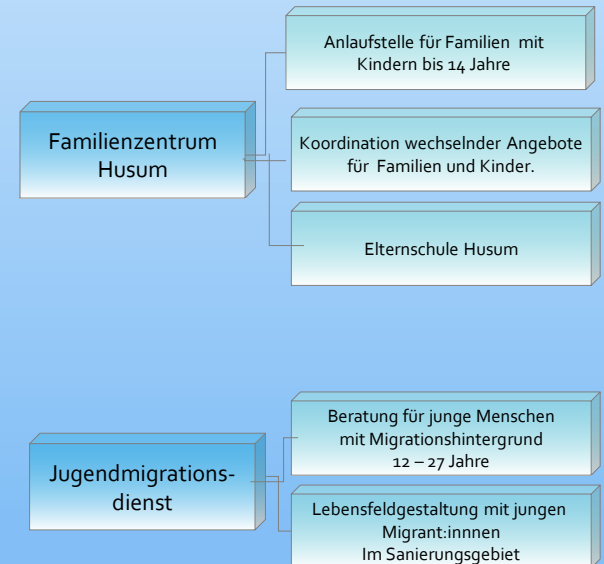 Anlaufstelle für Familien mit
Kindern bis 14 Jahre
Familienzentrum
Husum
Koordination wechselnder Angebote
für Familien und Kinder.
Elternschule Husum
Beratung für junge Menschen
mit Migrationshintergrund
12 – 27 Jahre
Jugendmigrations-
dienst
Lebensfeldgestaltung mit jungen
Migrant:innnen
Im Sanierungsgebiet